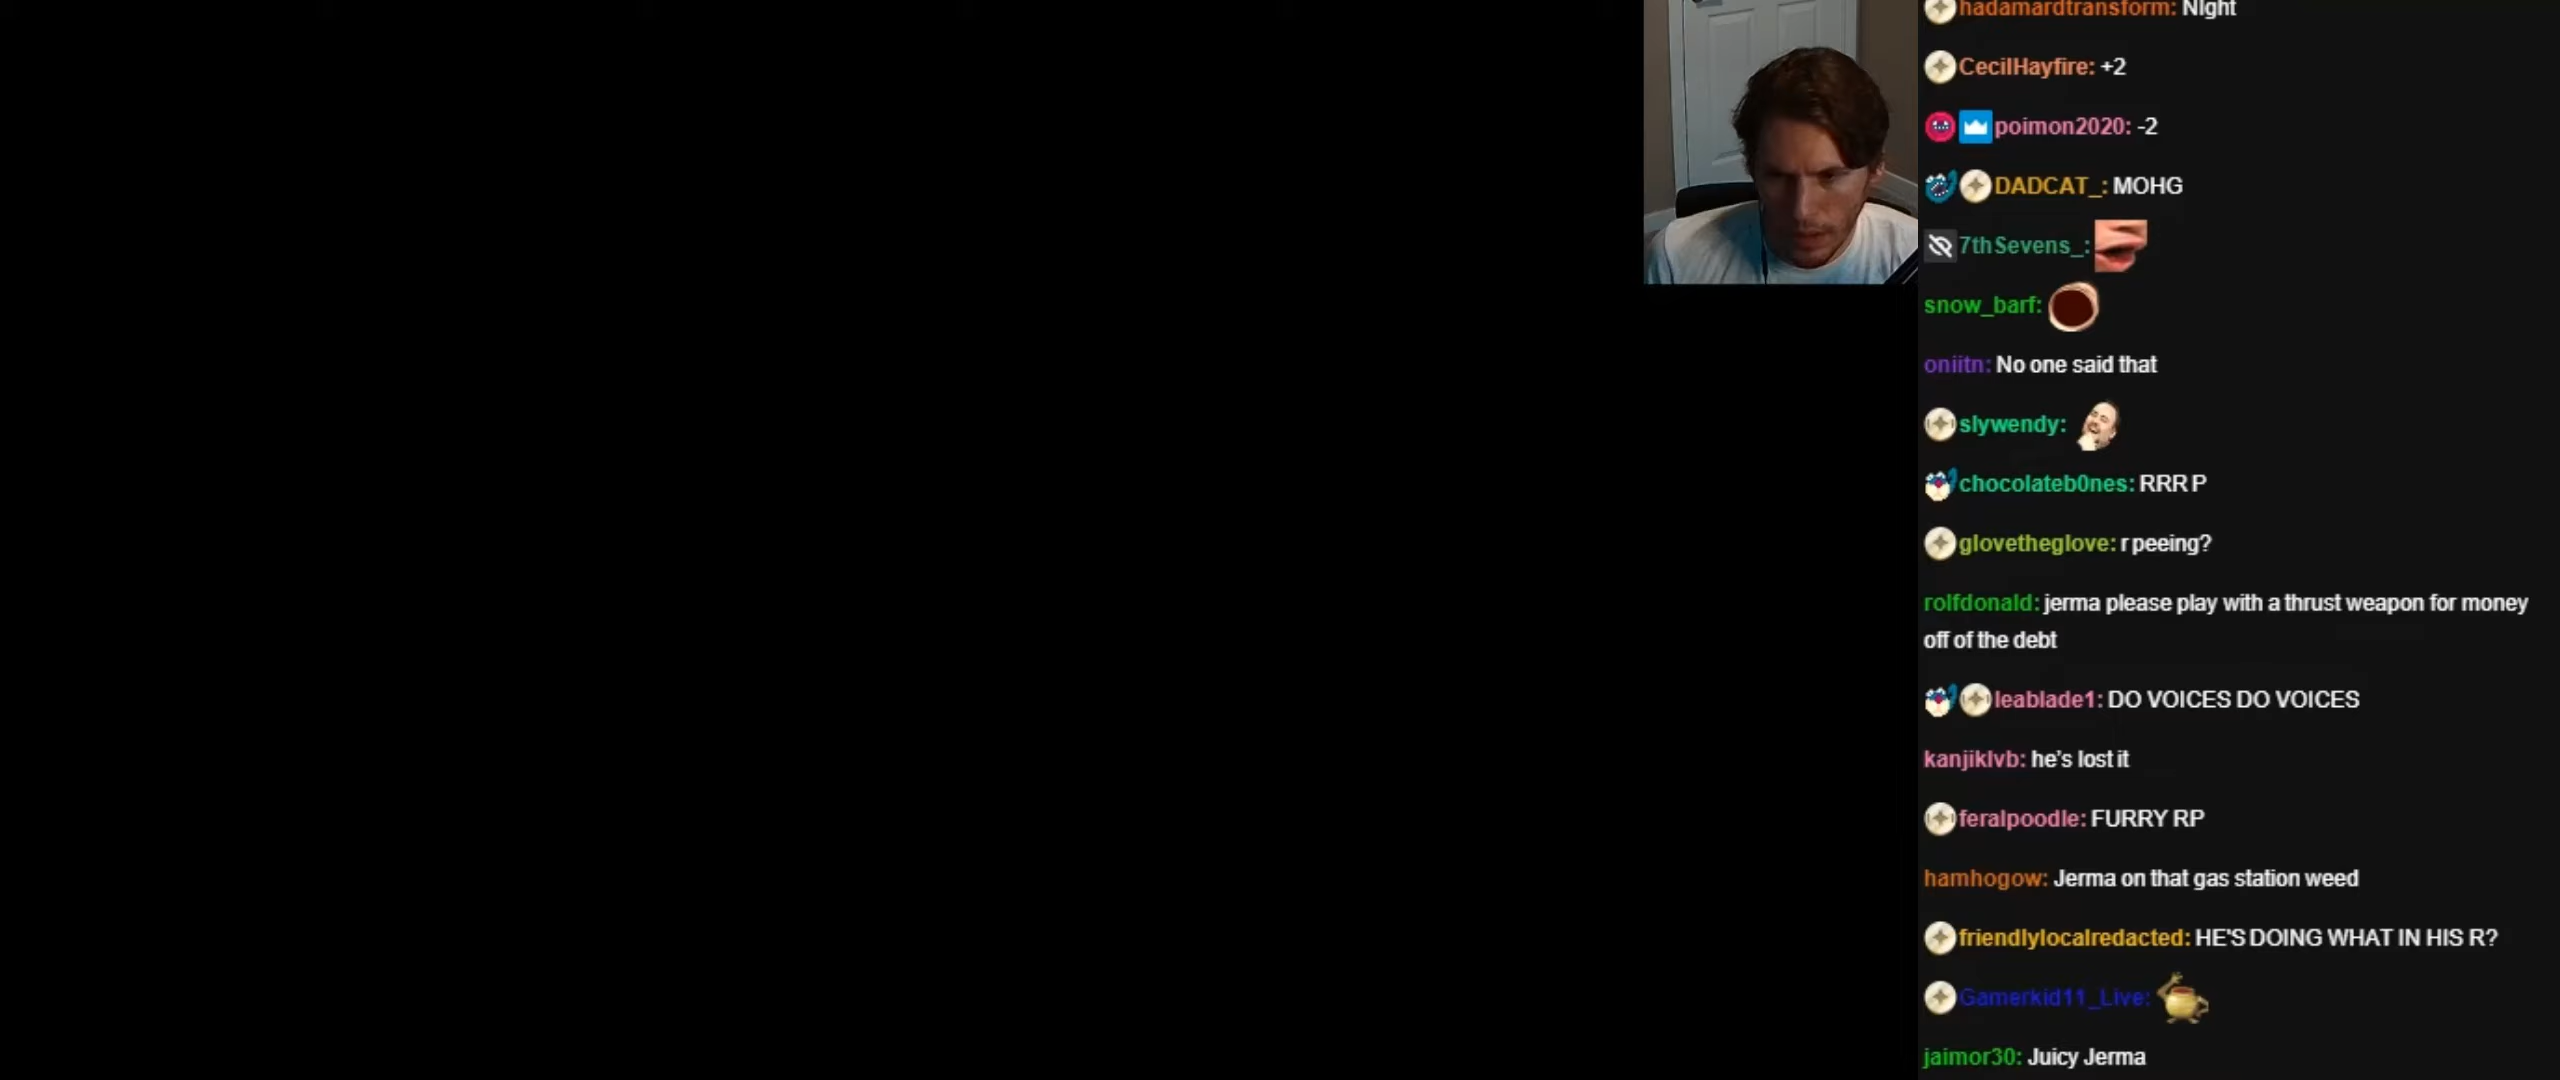 hadamardtransform: NIght
CecilHayfire: +2
poimon2020: -2
DADCAT_: MOHG
7thSevens_:
snow_barf:
oniitn: No one said that
slywendy:
chocolateb0nes: RRR P
glovetheglove: r peeing?
rolfdonald: jerma please play with a thrust weapon for money
off of the debt
leablade1: DO VOICES DO VOICES
kanjiklvb: he's lost it
feralpoodle: FURRY RP
hamhogow: Jerma on that gas station weed
friendlylocalredacted: HE'S DOING WHAT IN HIS R?
Gamerkid11_Live:
jaimor30: Juicy Jerma